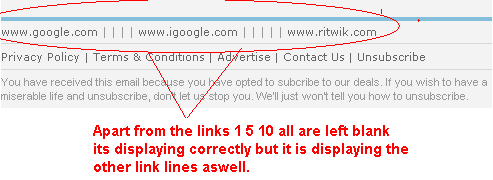 www.google.com | | | | www.igoogle.com | | | | | www.ritwik.com
Privacy Policy | Terms & Conditions | Advertise | Contact Us | Unsubscribe
You have received this email because you have opted to subcribe to our deals. If you wish to have a
miserable life and unsubscribe, don't let us stop you. We'll just won't tell you how to unsubscribe.
Apart from the links 1 5 10 all are left blank
its displaying correctly but it is displaying the
other link lines aswell.